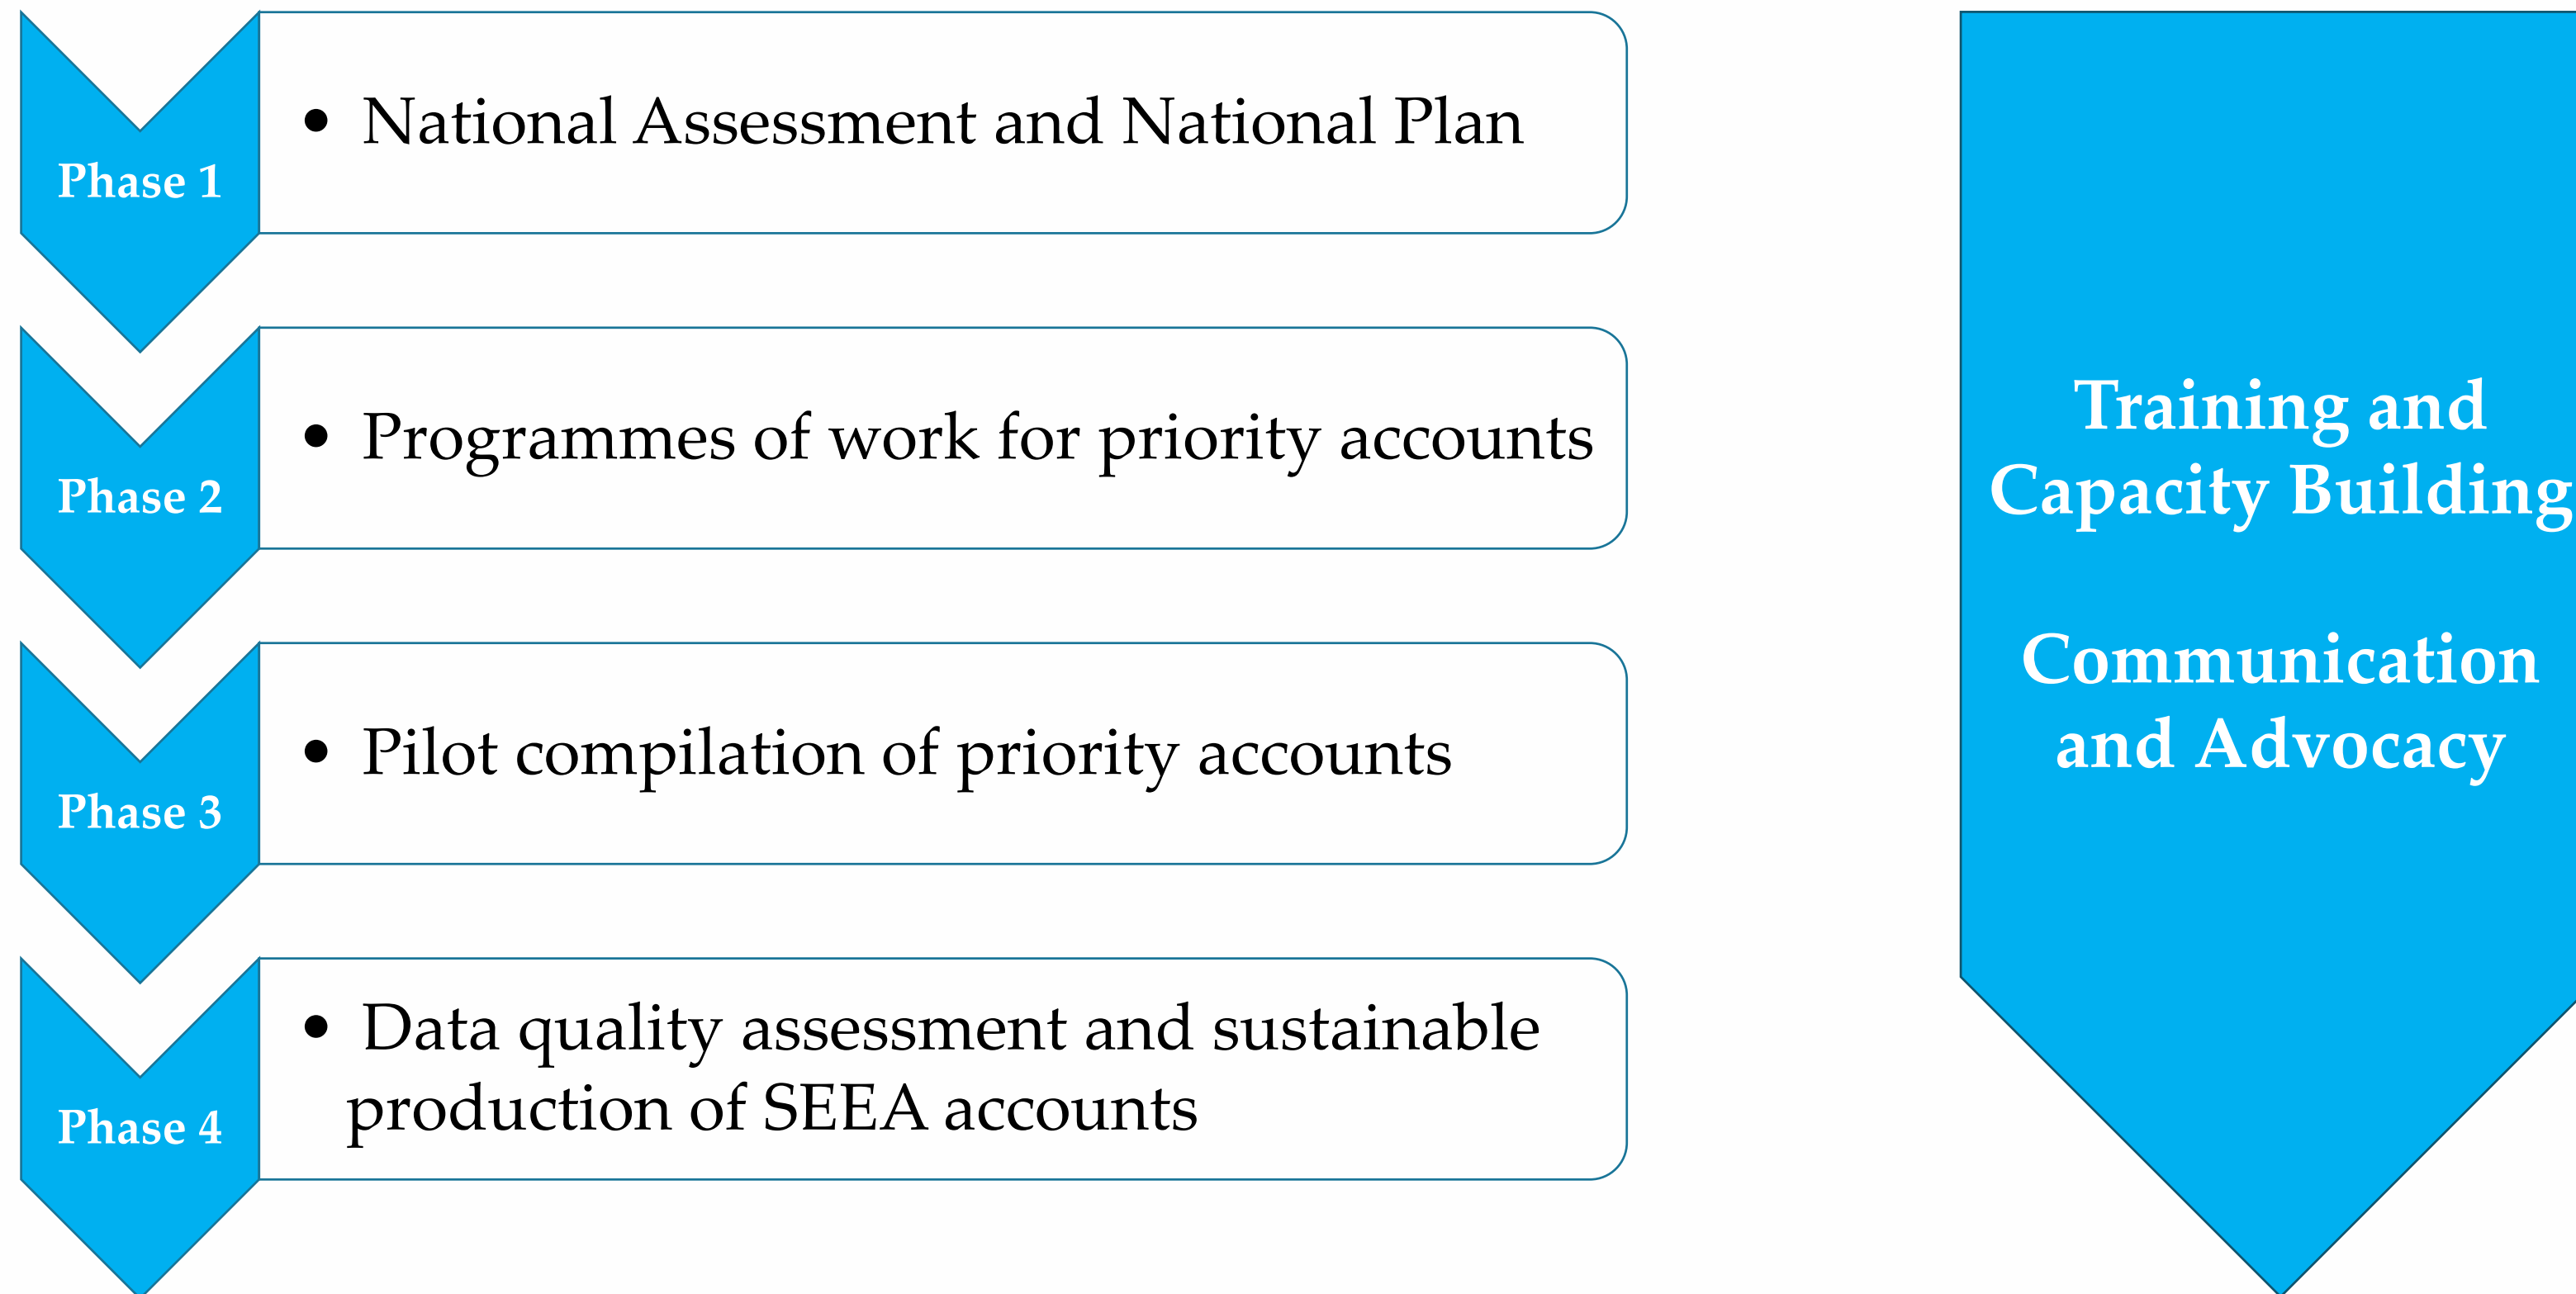 Phase 1
• National Assessment and National Plan
Phase 2
• Programmes of work for priority accounts
Phase 3
• Pilot compilation of priority accounts
Phase 4
• Data quality assessment and sustainable
production of SEEA accounts
Training and
Capacity Building
Communication
and Advocacy